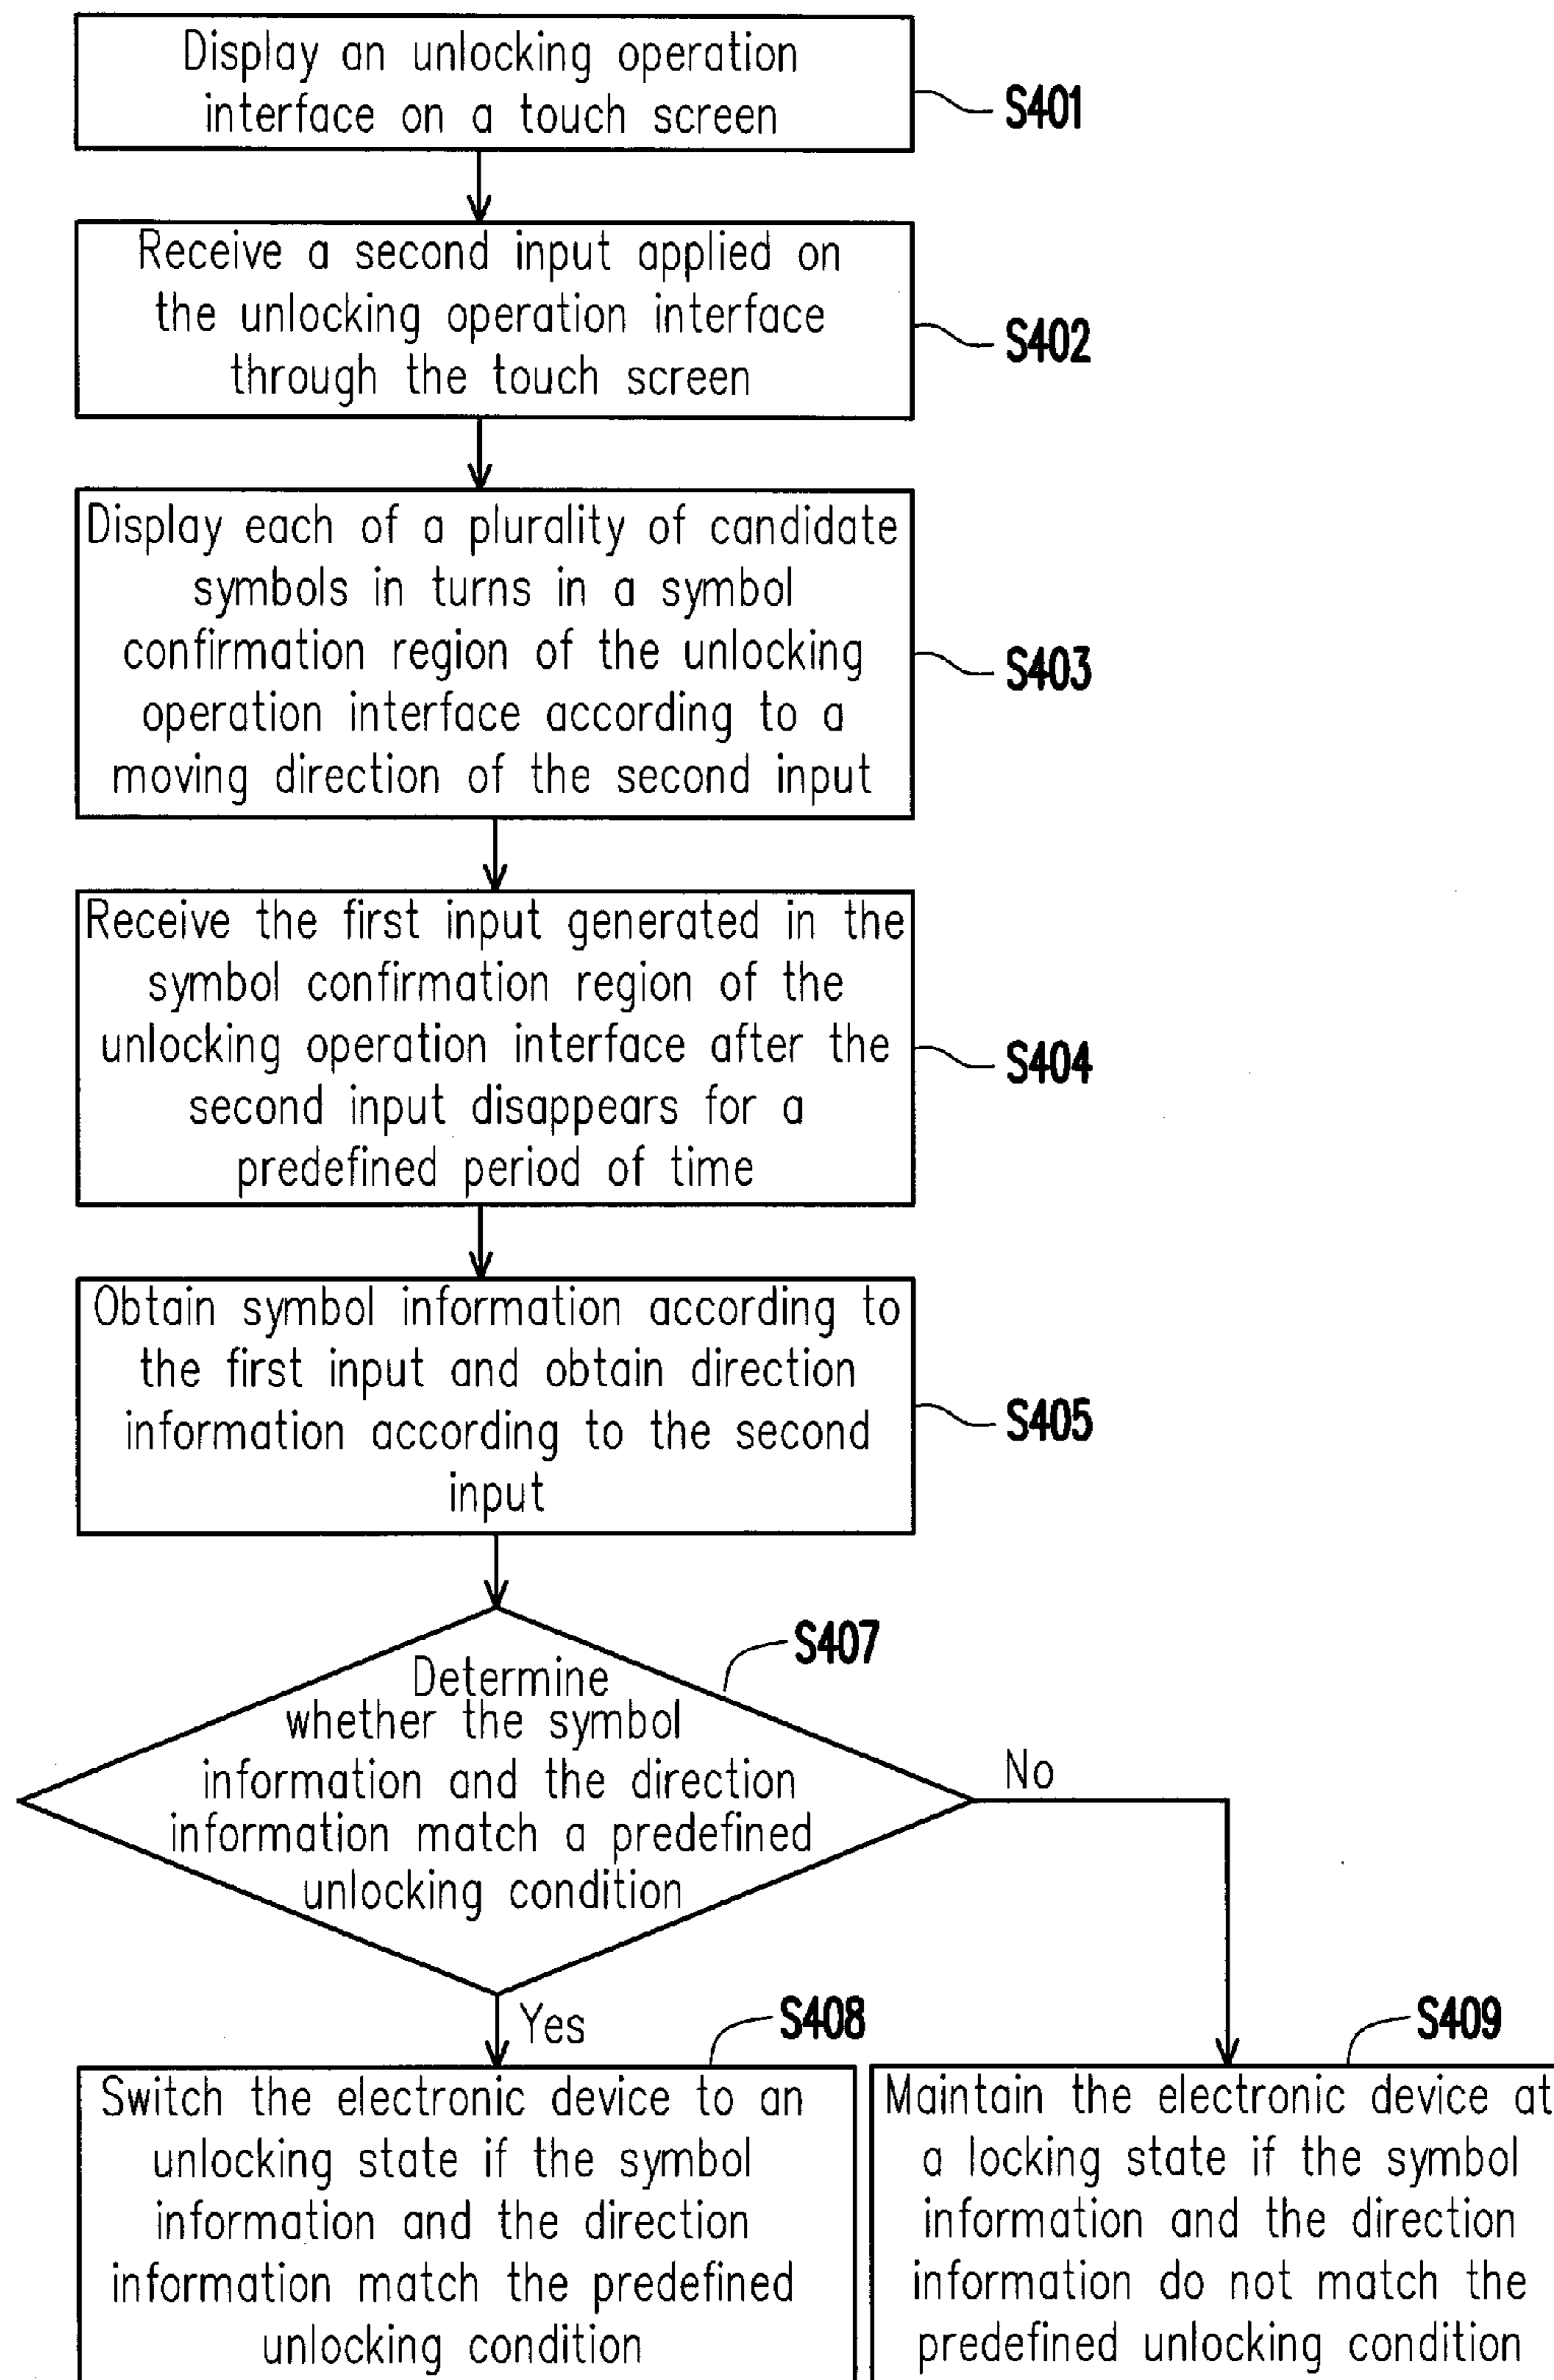 Display an unlocking operation
interface on a touch screen
S401
Receive a second input applied on
the unlocking operation interface
through the touch screen
S402
Display each of a plurality of candidate
symbols in turns in a symbol
confirmation region of the unlocking
operation interface according to a
moving direction of the second input
S403
Receive the first input generated in the
symbol confirmation region of the
unlocking operation interface after the
second input disappears for a
predefined period of time
S404
Obtain symbol information according to
the first input and obtain direction
information according to the second
input
S405
S407
Determine
whether the symbol
information and the direction
information match a predefined
unlocking condition
No
Yes
S408
Switch the electronic device to an
unlocking state if the symbol
information and the direction
information match the predefined
unlocking condition
S409
Maintain the electronic device at
a locking state if the symbol
information and the direction
information do not match the
predefined unlocking condition